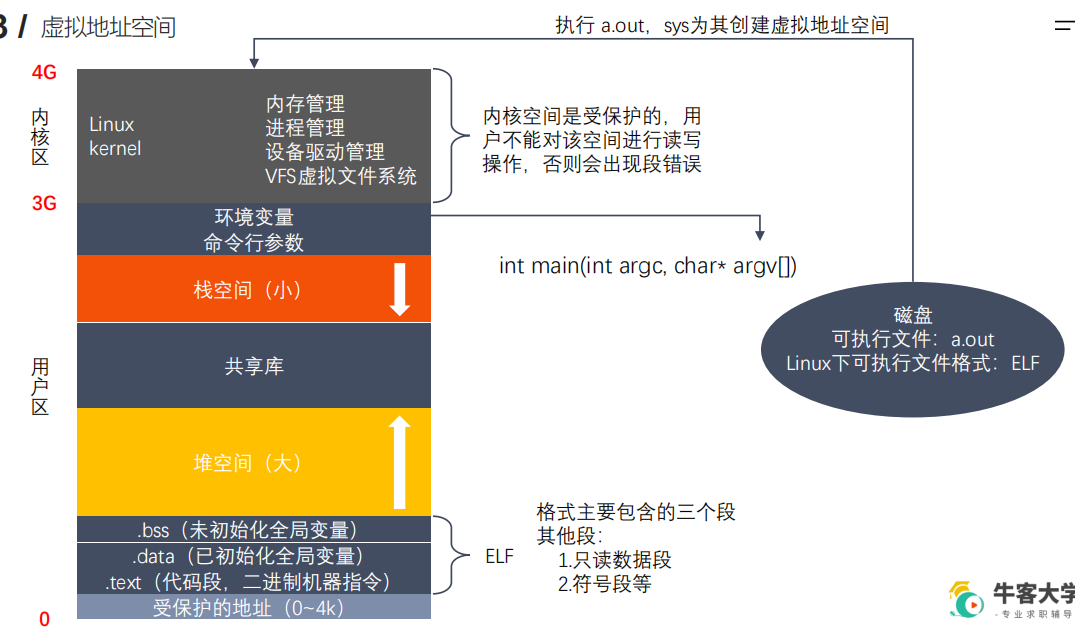 3 / 虚拟地址空间
执行 a.out，sys为其创建虚拟地址空间
4G
内核区
Linux
kernel
内存管理
进程管理
设备驱动管理
VFS虚拟文件系统
内核空间是受保护的，用
户不能对该空间进行读写
操作，否则会出现段错误
3G
环境变量
命令行参数
int main(int argc, char* argv[])
栈空间（小）
磁盘
可执行文件：a.out
Linux下可执行文件格式：ELF
共享库
用户区
堆空间（大）
.bss（未初始化全局变量）
.data（已初始化全局变量）
.text（代码段，二进制机器指令）
受保护的地址（0~4k）
0
ELF
格式主要包含的三个段
其他段：
1.只读数据段
2.符号段等
牛客大学
-专业求职辅导